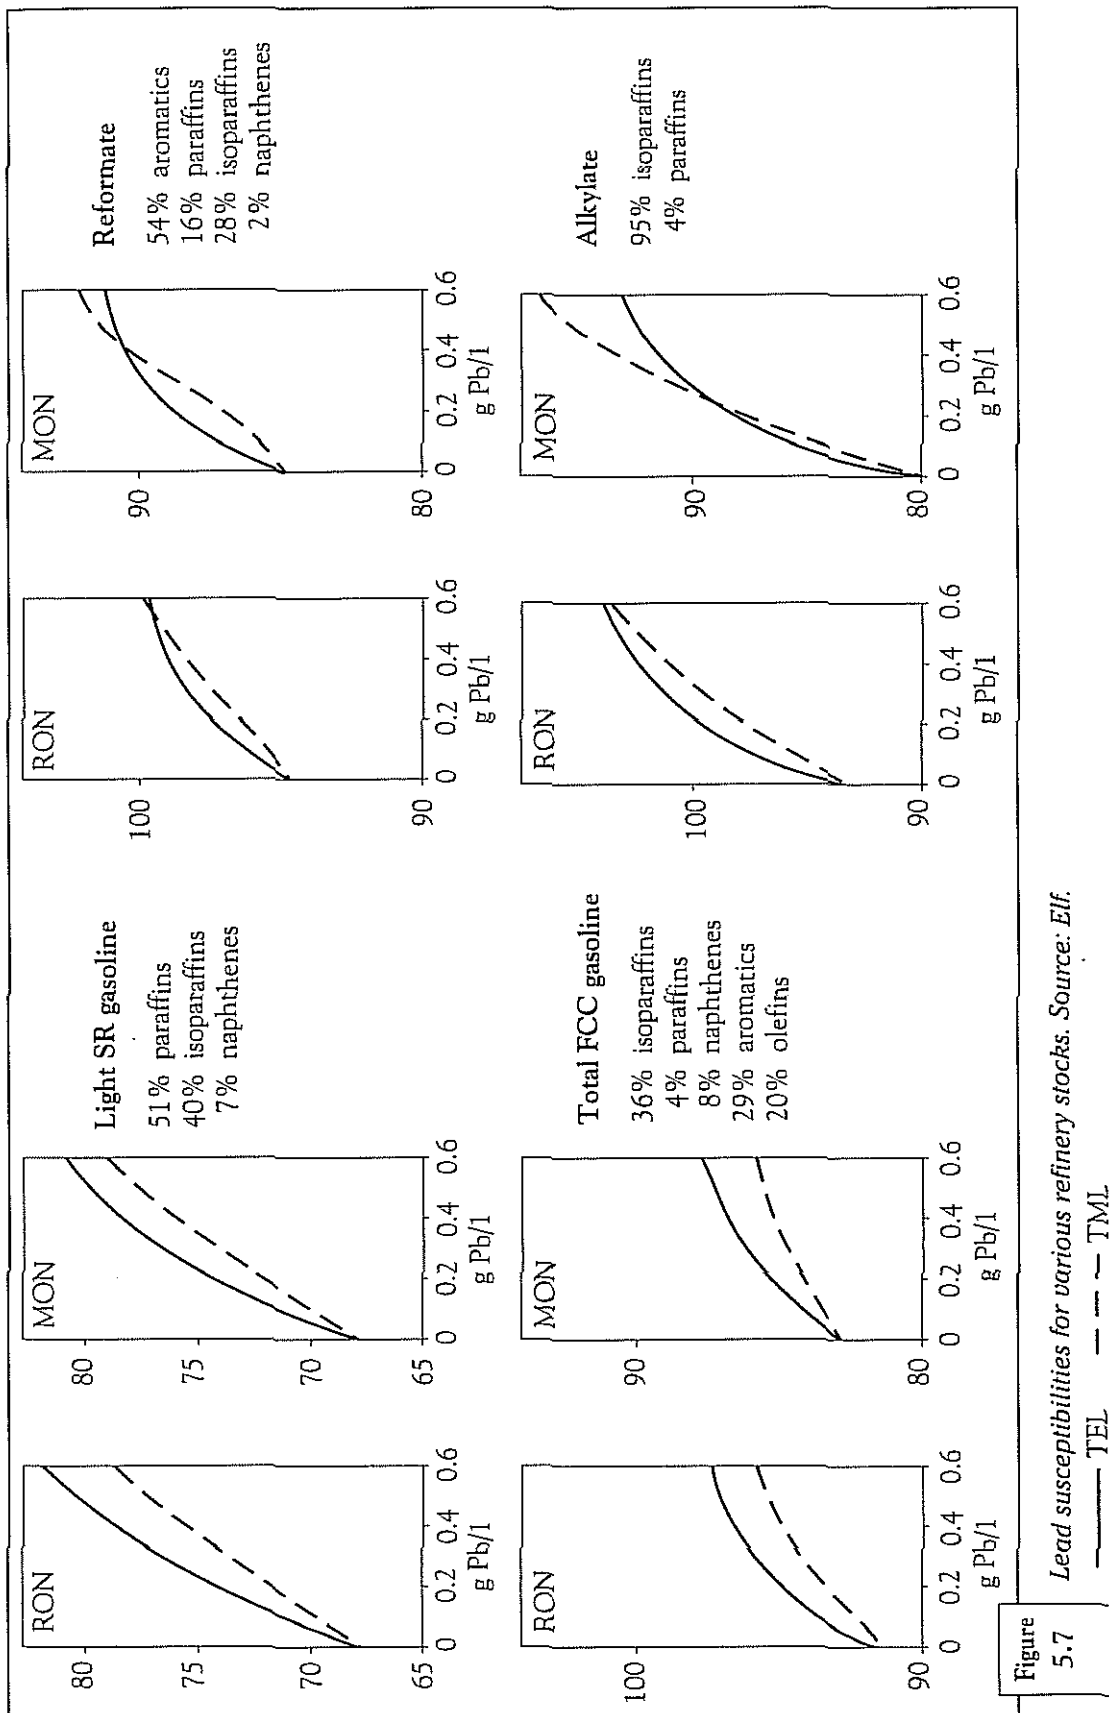 RON
80
75
70
65
0 0.2 0.4 0.6
g Pb/l
MON
80
75
70
65
0 0.2 0.4 0.6
g Pb/l
Light SR gasoline
51% paraffins
40% isoparaffins
7% naphthenes
RON
100
90
0 0.2 0.4 0.6
g Pb/l
MON
90
80
0 0.2 0.4 0.6
g Pb/l
Reformate
54% aromatics
16% paraffins
28% isoparaffins
2% naphthenes
RON
100
90
0 0.2 0.4 0.6
g Pb/l
MON
90
80
0 0.2 0.4 0.6
g Pb/l
Total FCC gasoline
36% isoparaffins
4% paraffins
8% naphthenes
29% aromatics
20% olefins
RON
100
90
0 0.2 0.4 0.6
g Pb/l
MON
90
80
0 0.2 0.4 0.6
g Pb/l
Alkylate
95% isoparaffins
4% paraffins
Figure
5.7
Lead susceptibilities for various refinery stocks. Source: Elf.
TEL TML